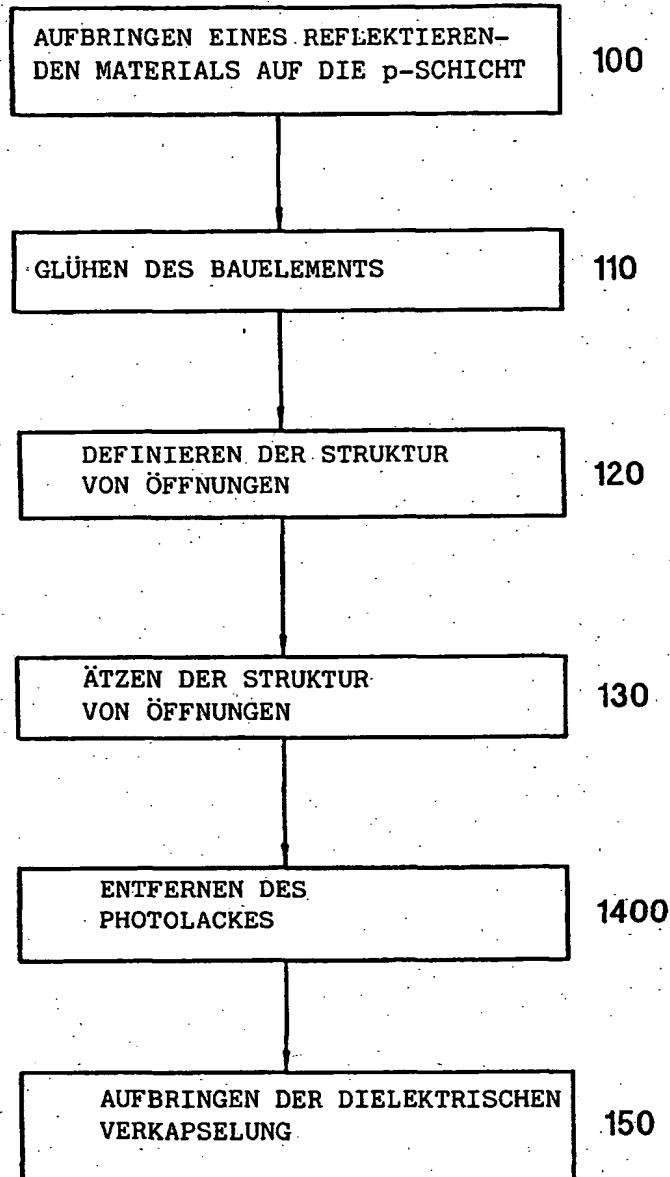 AUFBRINGEN EINES REFLEKTIEREN-
DEN MATERIALS AUF DIE p-SCHICHT
100
GLÜHEN DES BAUELEMENTS
110
DEFINIEREN DER STRUKTUR
VON ÖFFNUNGEN
120
ÄTZEN DER STRUKTUR
VON ÖFFNUNGEN
130
ENTFERNEN DES
PHOTOLACKES
1400
AUFBRINGEN DER DIELEKTRISCHEN
VERKAPSELUNG
150